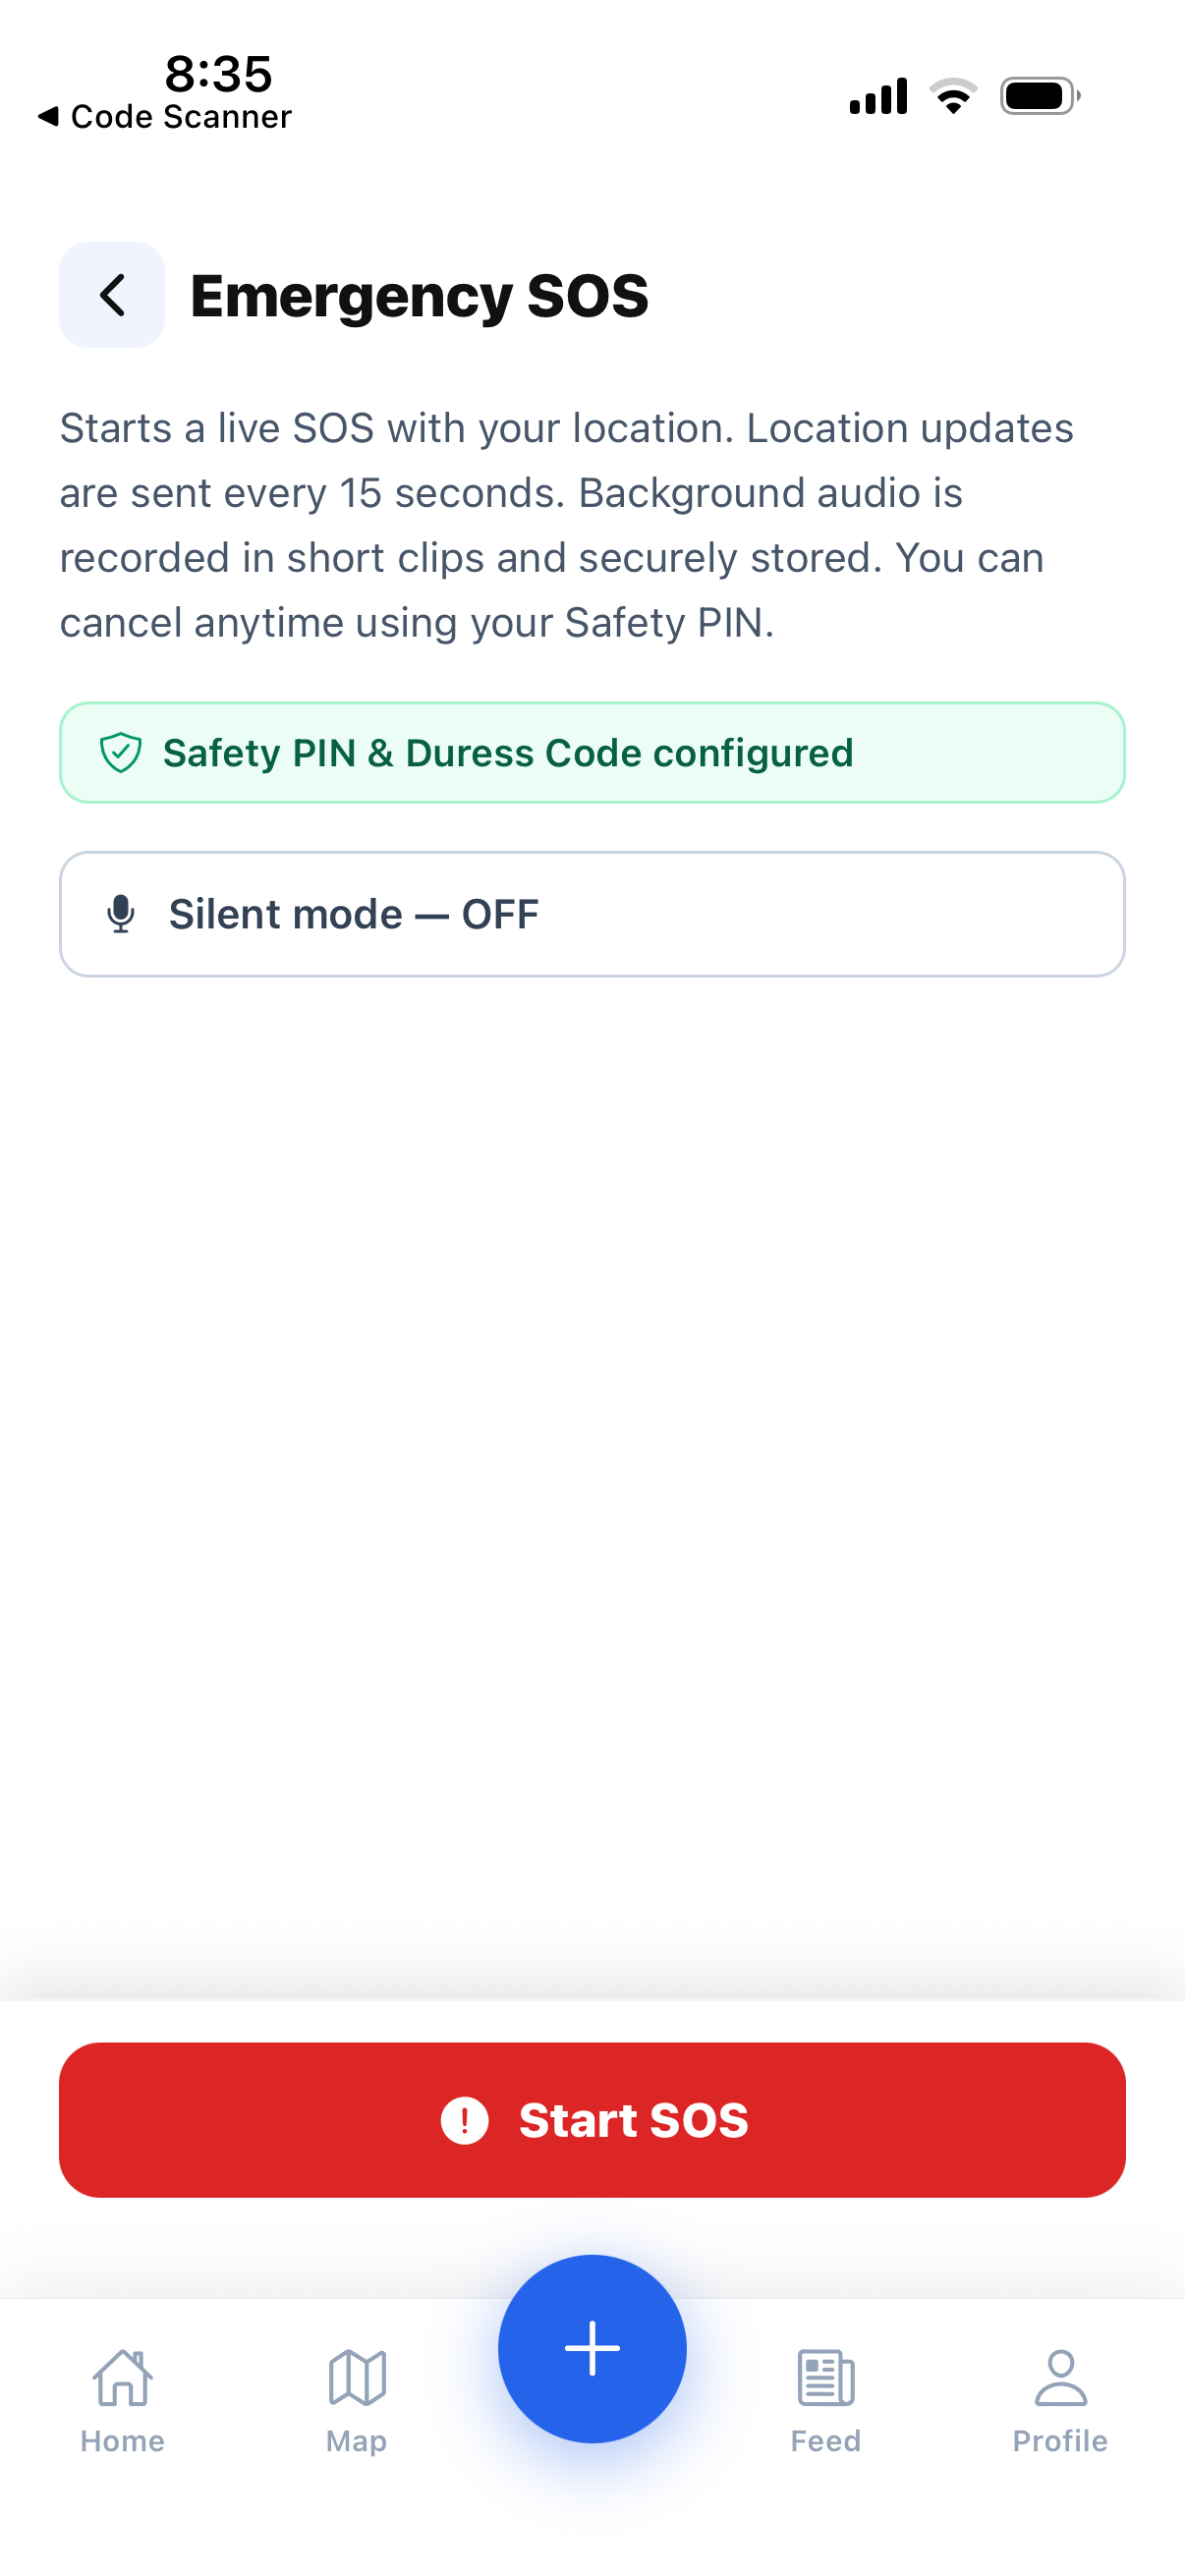 8:35
◀ Code Scanner
Emergency SOS
Starts a live SOS with your location. Location updates
are sent every 15 seconds. Background audio is
recorded in short clips and securely stored. You can
cancel anytime using your Safety PIN.
Safety PIN & Duress Code configured
Silent mode — OFF
Start SOS
Home
Map
Feed
Profile